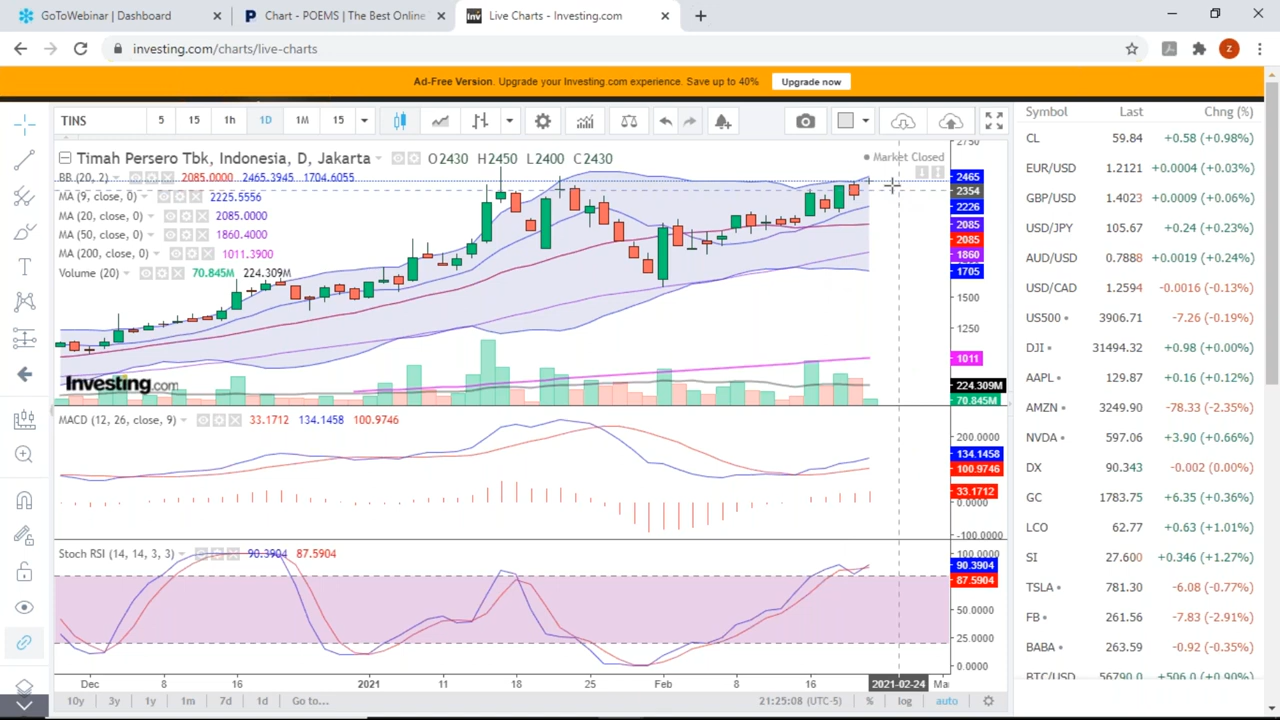 GoToWebinar | Dashboard
Chart - POEMS | The Best Online
Live Charts - Investing.com
investing.com/charts/live-charts
Z
Ad-Free Version. Upgrade your Investing.com experience. Save up to 40%
Upgrade now
TINS
5
15
1h
1D
1M
15
Timah Persero Tbk, Indonesia, D, Jakarta
O2430 H2450 L2400 C2430
Market Closed
BB (20, 2)
2085.0000 2465.3945 1704.6055
MA (9, close, 0)
2225.5556
MA (20, close, 0)
2085.0000
MA (50, close, 0)
1860.4000
MA (200, close, 0)
1011.3900
Volume (20)
70.845M 224.309M
2750
2465
2354
2226
2085
2085
1860
1705
1500
1250
1011
224.309M
70.845M
Investing.com
MACD (12, 26, close, 9)
33.1712 134.1458 100.9746
200.0000
134.1458
100.9746
33.1712
0.0000
-100.0000
Stoch RSI (14, 14, 3, 3)
90.3904 87.5904
100.0000
90.3904
87.5904
50.0000
25.0000
0.0000
Dec
8
16
2021
11
18
25
Feb
8
16
2021-02-24
Ma
10y
3y
1y
1m
7d
1d
Go to...
21:25:08 (UTC-5)
%
log
auto
Symbol Last Chng (%)
CL 59.84 +0.58 (+0.98%)
EUR/USD 1.2121 +0.0004 (+0.03%)
GBP/USD 1.4023 +0.0009 (+0.06%)
USD/JPY 105.67 +0.24 (+0.23%)
AUD/USD 0.7888 +0.0019 (+0.24%)
USD/CAD 1.2594 -0.0016 (-0.13%)
US500 3906.71 -7.26 (-0.19%)
DJI 31494.32 +0.98 (+0.00%)
AAPL 129.87 +0.16 (+0.12%)
AMZN 3249.90 -78.33 (-2.35%)
NVDA 597.06 +3.90 (+0.66%)
DX 90.343 -0.002 (0.00%)
GC 1783.75 +6.35 (+0.36%)
LCO 62.77 +0.63 (+1.01%)
SI 27.600 +0.346 (+1.27%)
TSLA 781.30 -6.08 (-0.77%)
FB 261.56 -7.83 (-2.91%)
BABA 263.59 -0.92 (-0.35%)
BTC/USD 56790.0 +506.0 (+0.90%)